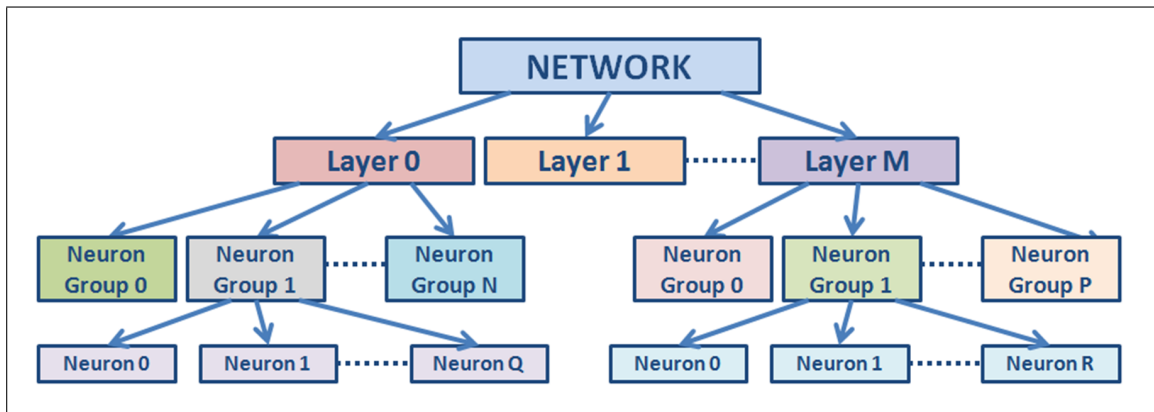 NETWORK
Layer 0
Layer 1
Layer M
Neuron
Group 0
Neuron
Group 1
Neuron
Group N
Neuron
Group 0
Neuron
Group 1
Neuron
Group P
Neuron 0
Neuron 1
Neuron Q
Neuron 0
Neuron 1
Neuron R